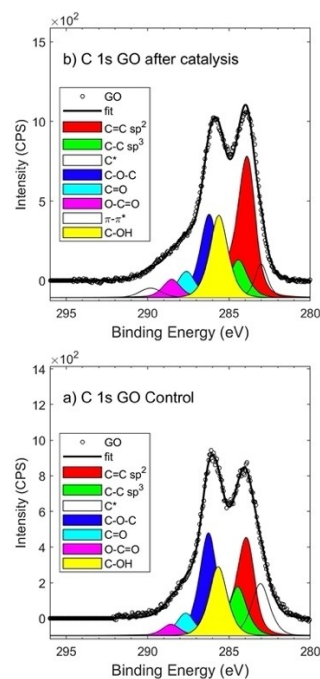 ×10²
15
b) C 1s GO after catalysis
GO
fit
C=C sp²
C-C sp³
C*
C-O-C
C=O
O-C=O
π-π*
C-OH
10
5
0
Intensity (CPS)
295 290 285 280
Binding Energy (eV)
×10²
14
a) C 1s GO Control
GO
fit
C=C sp²
C-C sp³
C*
C-O-C
C=O
O-C=O
C-OH
12
10
8
6
4
2
0
Intensity (CPS)
295 290 285 280
Binding Energy (eV)